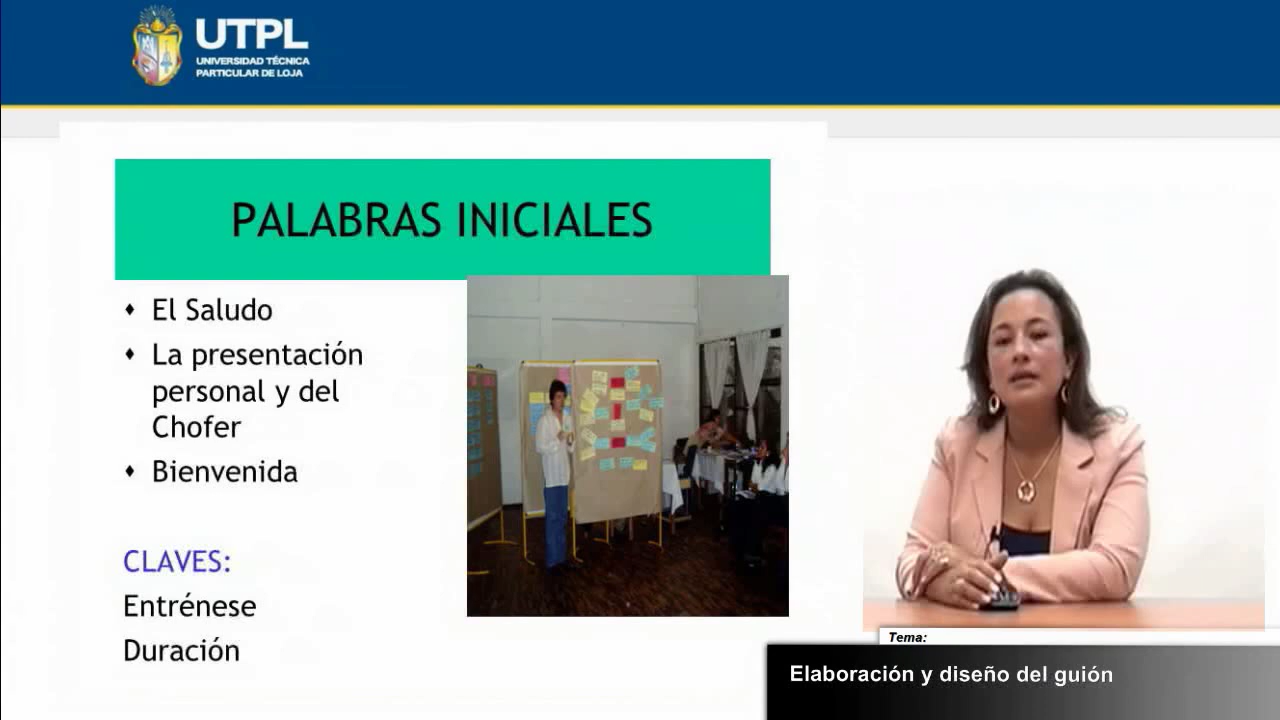 UTPL
UNIVERSIDAD TÉCNICA
PARTICULAR DE LOJA
PALABRAS INICIALES
El Saludo
La presentación
personal y del
Chofer
Bienvenida
CLAVES:
Entrénese
Duración
Tema:
Elaboración y diseño del guión